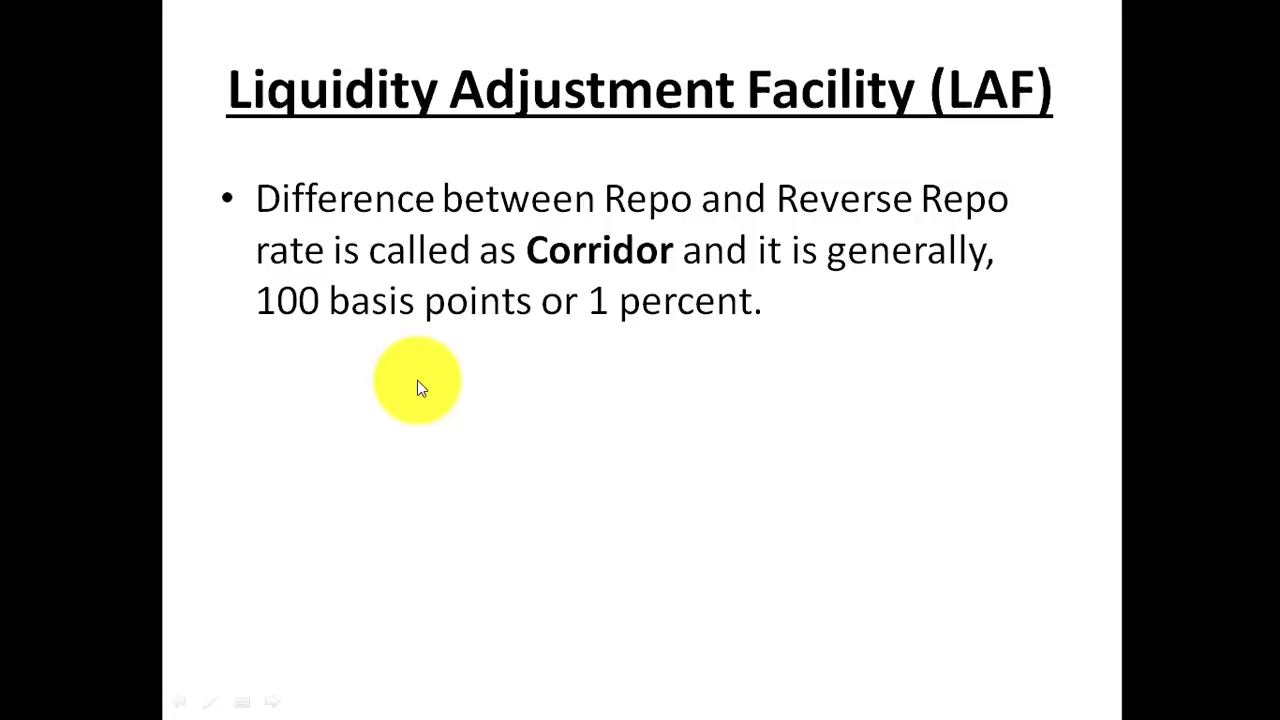 Liquidity Adjustment Facility (LAF)
• Difference between Repo and Reverse Repo
rate is called as Corridor and it is generally,
100 basis points or 1 percent.